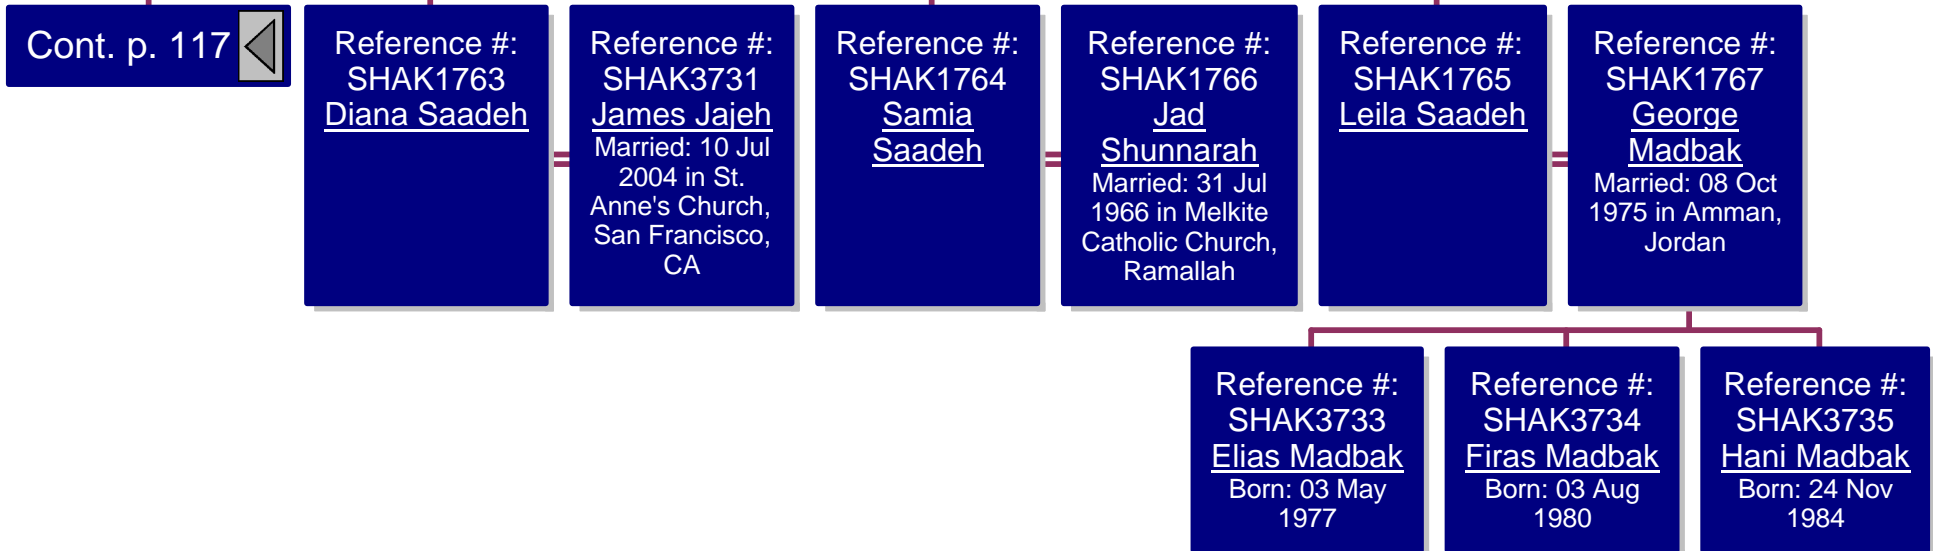 Cont. p. 117
Reference #:
SHAK1763
Diana Saadeh
Reference #:
SHAK3731
James Jajeh
Married: 10 Jul
2004 in St.
Anne's Church,
San Francisco,
CA
Reference #:
SHAK1764
Samia
Saadeh
Reference #:
SHAK1766
Jad
Shunnarah
Married: 31 Jul
1966 in Melkite
Catholic Church,
Ramallah
Reference #:
SHAK1765
Leila Saadeh
Reference #:
SHAK1767
George
Madbak
Married: 08 Oct
1975 in Amman,
Jordan
Reference #:
SHAK3733
Elias Madbak
Born: 03 May
1977
Reference #:
SHAK3734
Firas Madbak
Born: 03 Aug
1980
Reference #:
SHAK3735
Hani Madbak
Born: 24 Nov
1984